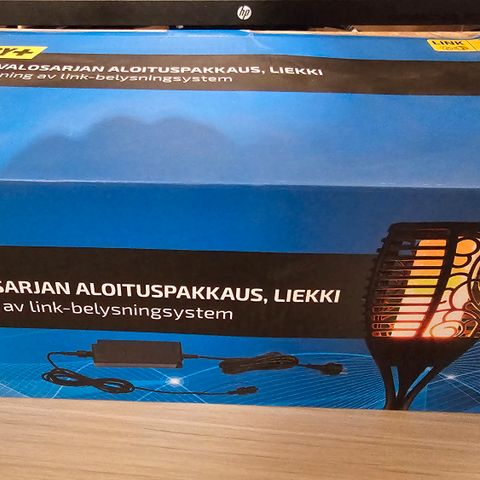 hp
LINK
VALOSARJAN ALOITUSPAKKAUS, LIEKKI
ning av link-belysningsystem
SARJAN ALOITUSPAKKAUS, LIEKKI
av link-belysningsystem